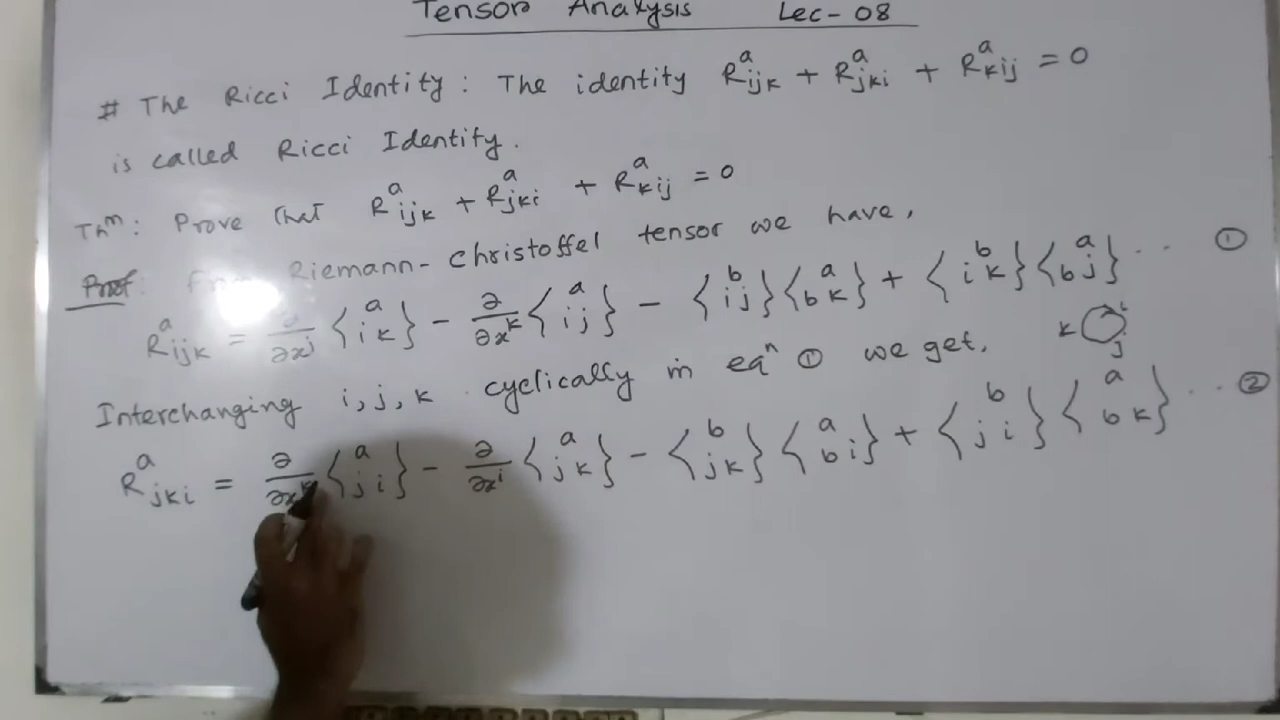 Tensor Analysis Lec-08
# The Ricci Identity: The identity R^a_ijk + R^a_jki + R^a_kij = 0
is called Ricci Identity.
Th^m: Prove that R^a_ijk + R^a_jki + R^a_kij = 0
Proof: From Riemann-Christoffel tensor we have,
R^a_ijk = ∂/∂x^j {a ik} - ∂/∂x^k {a ij} - {b ij}{a bk} + {b ik}{a bj} ... ①
k i j
Interchanging i, j, k cyclically in eq^n ① we get,
R^a_jki = ∂/∂x^k {a ji} - ∂/∂x^i {a jk} - {b jk}{a bi} + {b ji}{a bk} ... ②